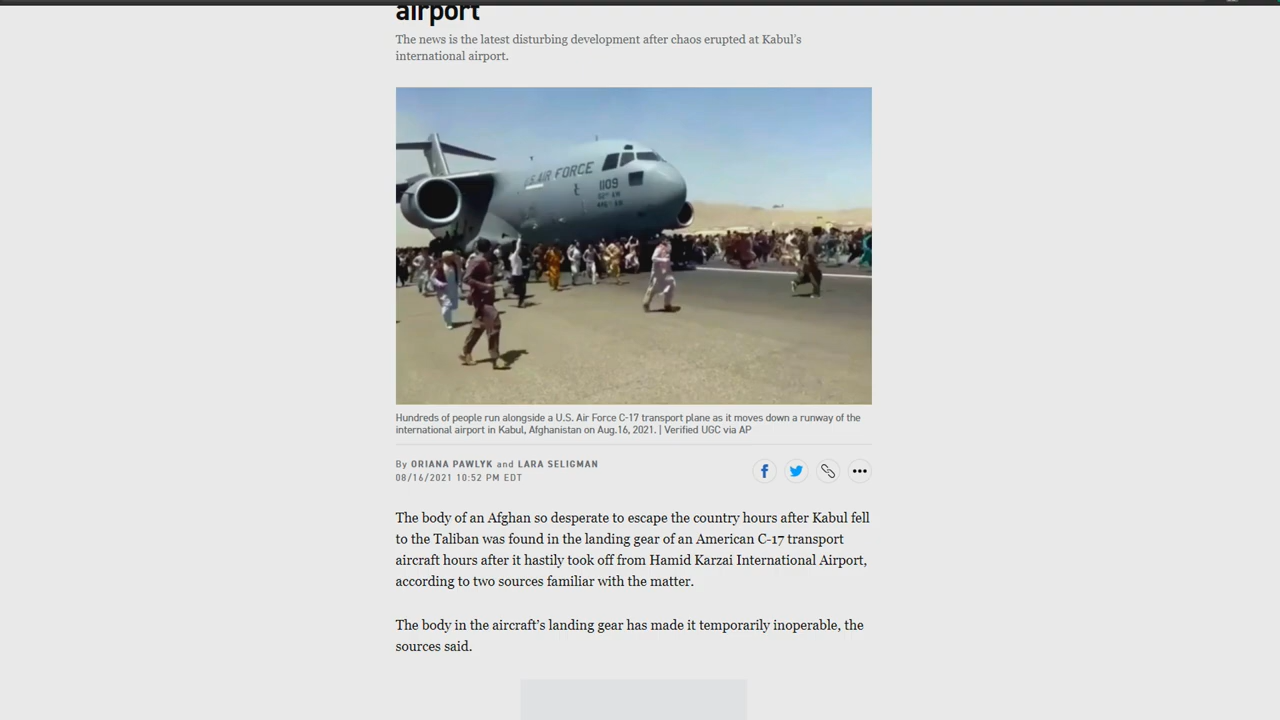 airport
The news is the latest disturbing development after chaos erupted at Kabul's
international airport.
U.S. AIR FORCE
1109
Hundreds of people run alongside a U.S. Air Force C-17 transport plane as it moves down a runway of the
international airport in Kabul, Afghanistan on Aug.16, 2021. | Verified UGC via AP
By ORIANA PAWLYK and LARA SELIGMAN
08/16/2021 10:52 PM EDT
The body of an Afghan so desperate to escape the country hours after Kabul fell
to the Taliban was found in the landing gear of an American C-17 transport
aircraft hours after it hastily took off from Hamid Karzai International Airport,
according to two sources familiar with the matter.
The body in the aircraft's landing gear has made it temporarily inoperable, the
sources said.